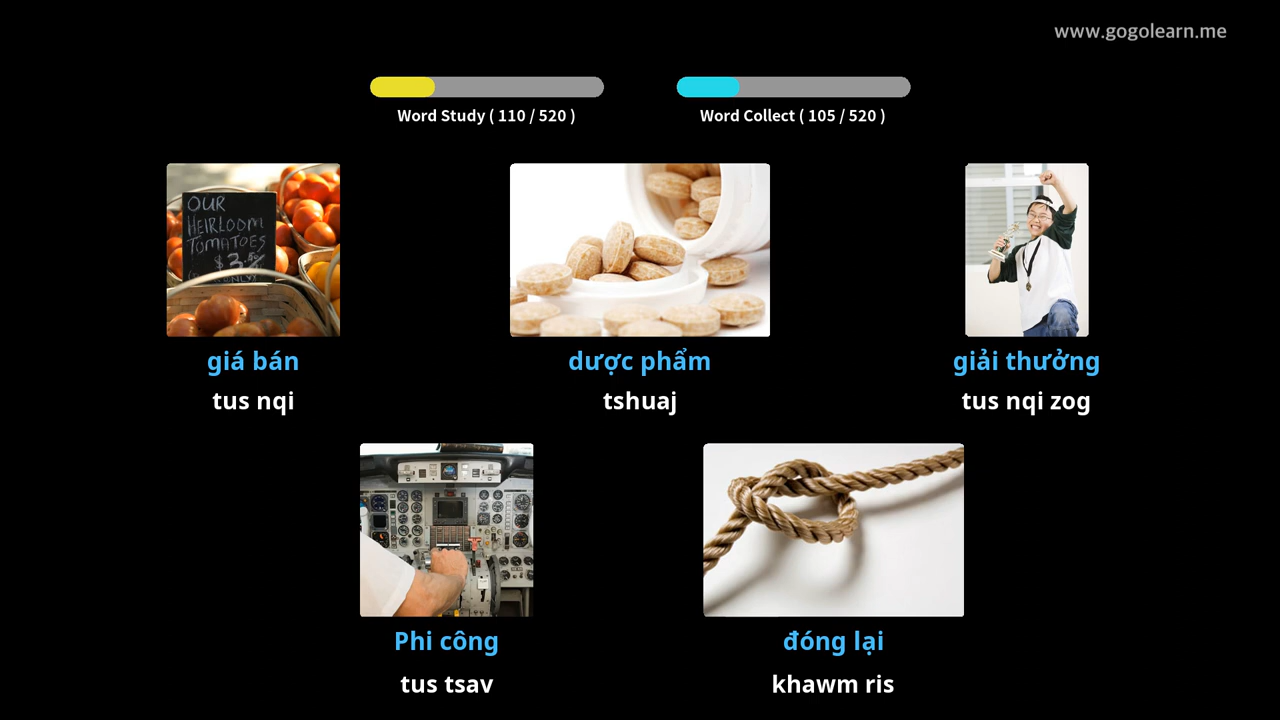 www.gogolearn.me
Word Study ( 110 / 520 )
Word Collect ( 105 / 520 )
OUR
HEIRLOOM
TOMATOES
giá bán
dược phẩm
giải thưởng
tus nqi
tshuaj
tus nqi zog
Phi công
đóng lại
tus tsav
khawm ris